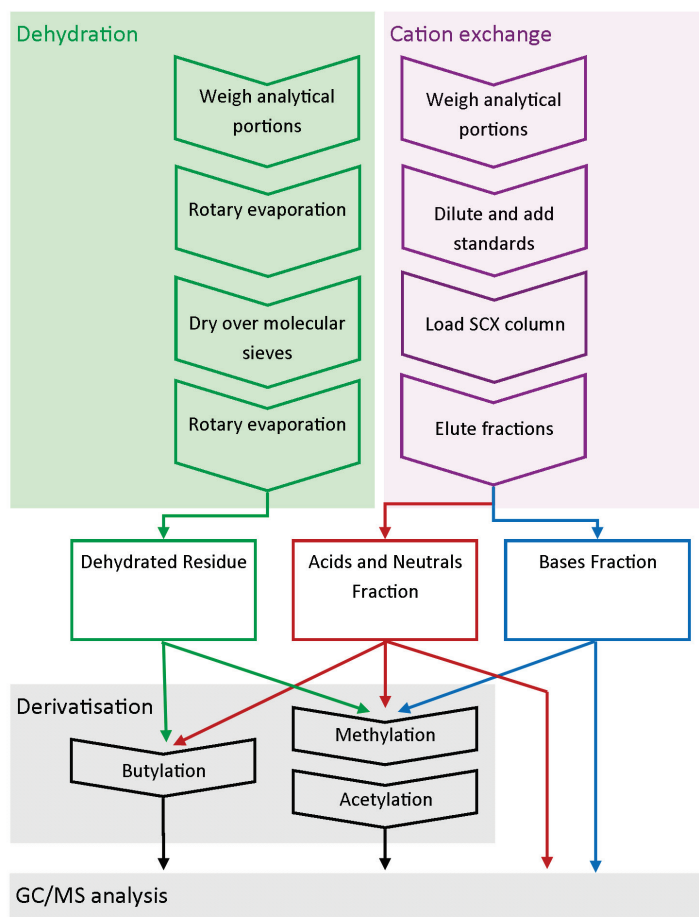 Dehydration
Weigh analytical
portions
Rotary evaporation
Dry over molecular
sieves
Rotary evaporation
Cation exchange
Weigh analytical
portions
Dilute and add
standards
Load SCX column
Elute fractions
Dehydrated Residue
Acids and Neutrals
Fraction
Bases Fraction
Derivatisation
Butylation
Methylation
Acetylation
GC/MS analysis